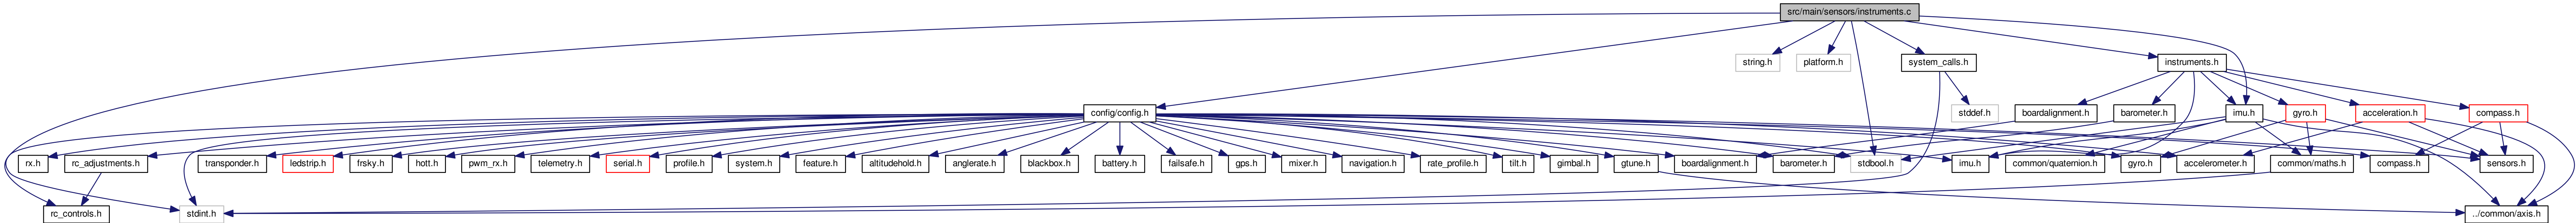 src/main/sensors/instruments.c
string.h
platform.h
system_calls.h
instruments.h
config/config.h
stddef.h
boardalignment.h
barometer.h
imu.h
gyro.h
acceleration.h
compass.h
rx.h
rc_adjustments.h
transponder.h
ledstrip.h
frsky.h
hott.h
pwm_rx.h
telemetry.h
serial.h
profile.h
system.h
feature.h
altitudehold.h
anglerate.h
blackbox.h
battery.h
failsafe.h
gps.h
mixer.h
navigation.h
rate_profile.h
tilt.h
gimbal.h
gtune.h
boardalignment.h
barometer.h
stdbool.h
imu.h
common/quaternion.h
gyro.h
accelerometer.h
common/maths.h
compass.h
sensors.h
rc_controls.h
stdint.h
../common/axis.h